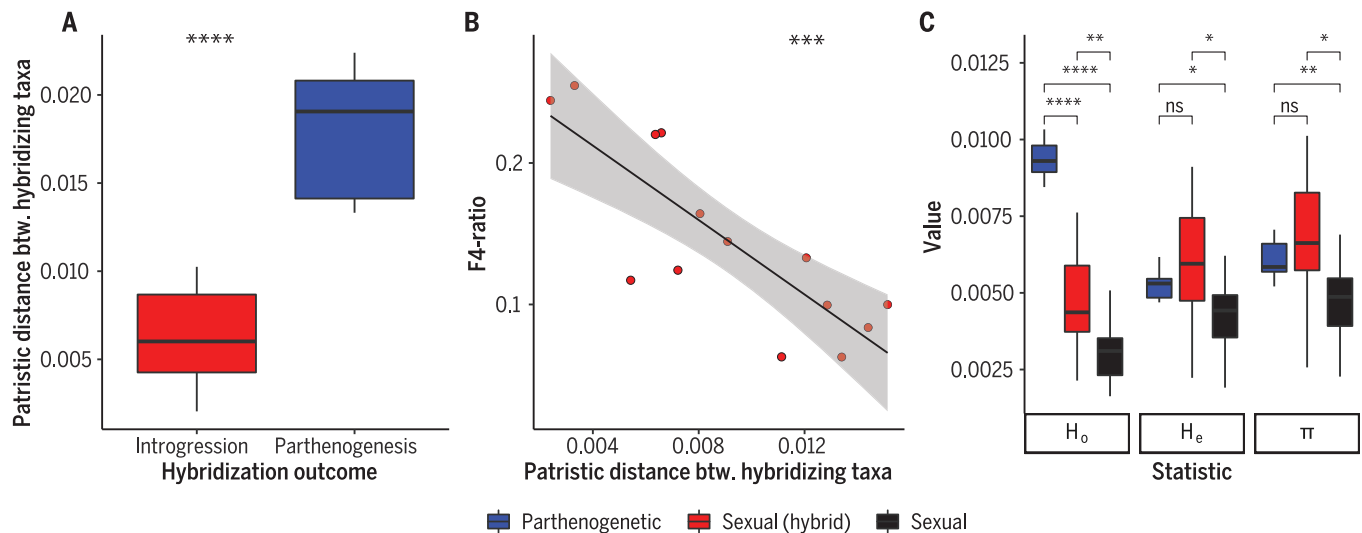 A
****
0.020
0.015
0.010
0.005
Patristic distance btw. hybridizing taxa
Introgression Parthenogenesis
Hybridization outcome
B
***
0.2
0.1
F4-ratio
0.004 0.008 0.012
Patristic distance btw. hybridizing taxa
C
0.0125
0.0100
0.0075
0.0050
0.0025
Value
** * *
**** * **
**** ns ns
Ho He π
Statistic
Parthenogenetic Sexual (hybrid) Sexual